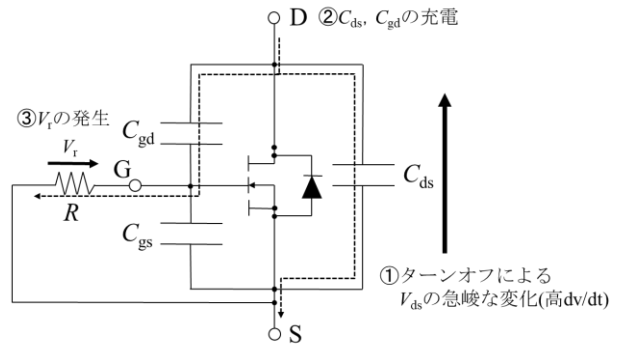 D
②Cds, Cgdの充電
③Vrの発生
Vr
Cgd
G
R
Cgs
Cds
①ターンオフによる
Vdsの急峻な変化(高dv/dt)
S